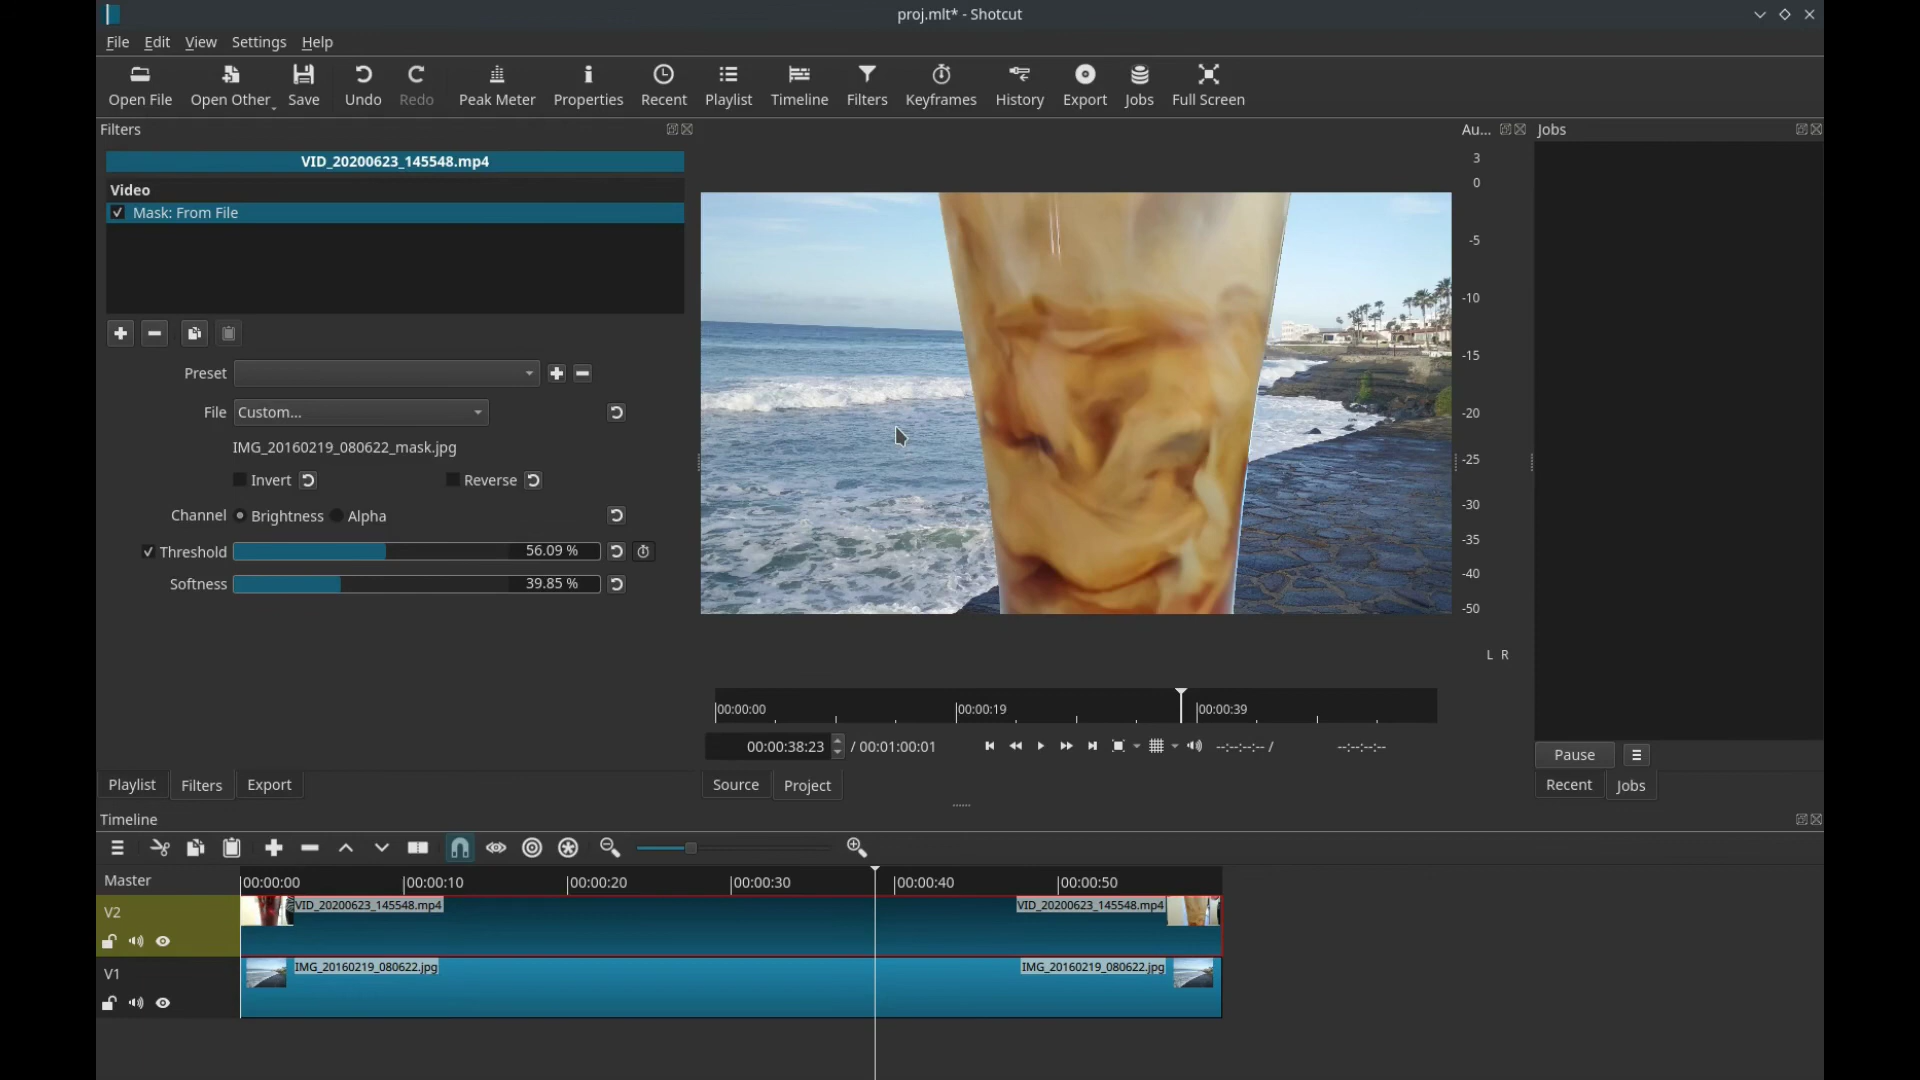 proj.mlt* - Shotcut
File Edit View Settings Help
Open File Open Other Save Undo Redo Peak Meter Properties Recent Playlist Timeline Filters Keyframes History Export Jobs Full Screen
Filters
VID_20200623_145548.mp4
Video
Mask: From File
Preset
File Custom...
IMG_20160219_080622_mask.jpg
Invert Reverse
Channel Brightness Alpha
Threshold 56.09 %
Softness 39.85 %
Playlist Filters Export
00:00:00 00:00:19 00:00:39
00:00:38:23 / 00:01:00:01 --:--:--:-- / --:--:--:--
Source Project
Au...
3
0
-5
-10
-15
-20
-25
-30
-35
-40
-50
L R
Jobs
Pause
Recent Jobs
Timeline
Master 00:00:00 00:00:10 00:00:20 00:00:30 00:00:40 00:00:50
V2 VID_20200623_145548.mp4 VID_20200623_145548.mp4
V1 IMG_20160219_080622.jpg IMG_20160219_080622.jpg